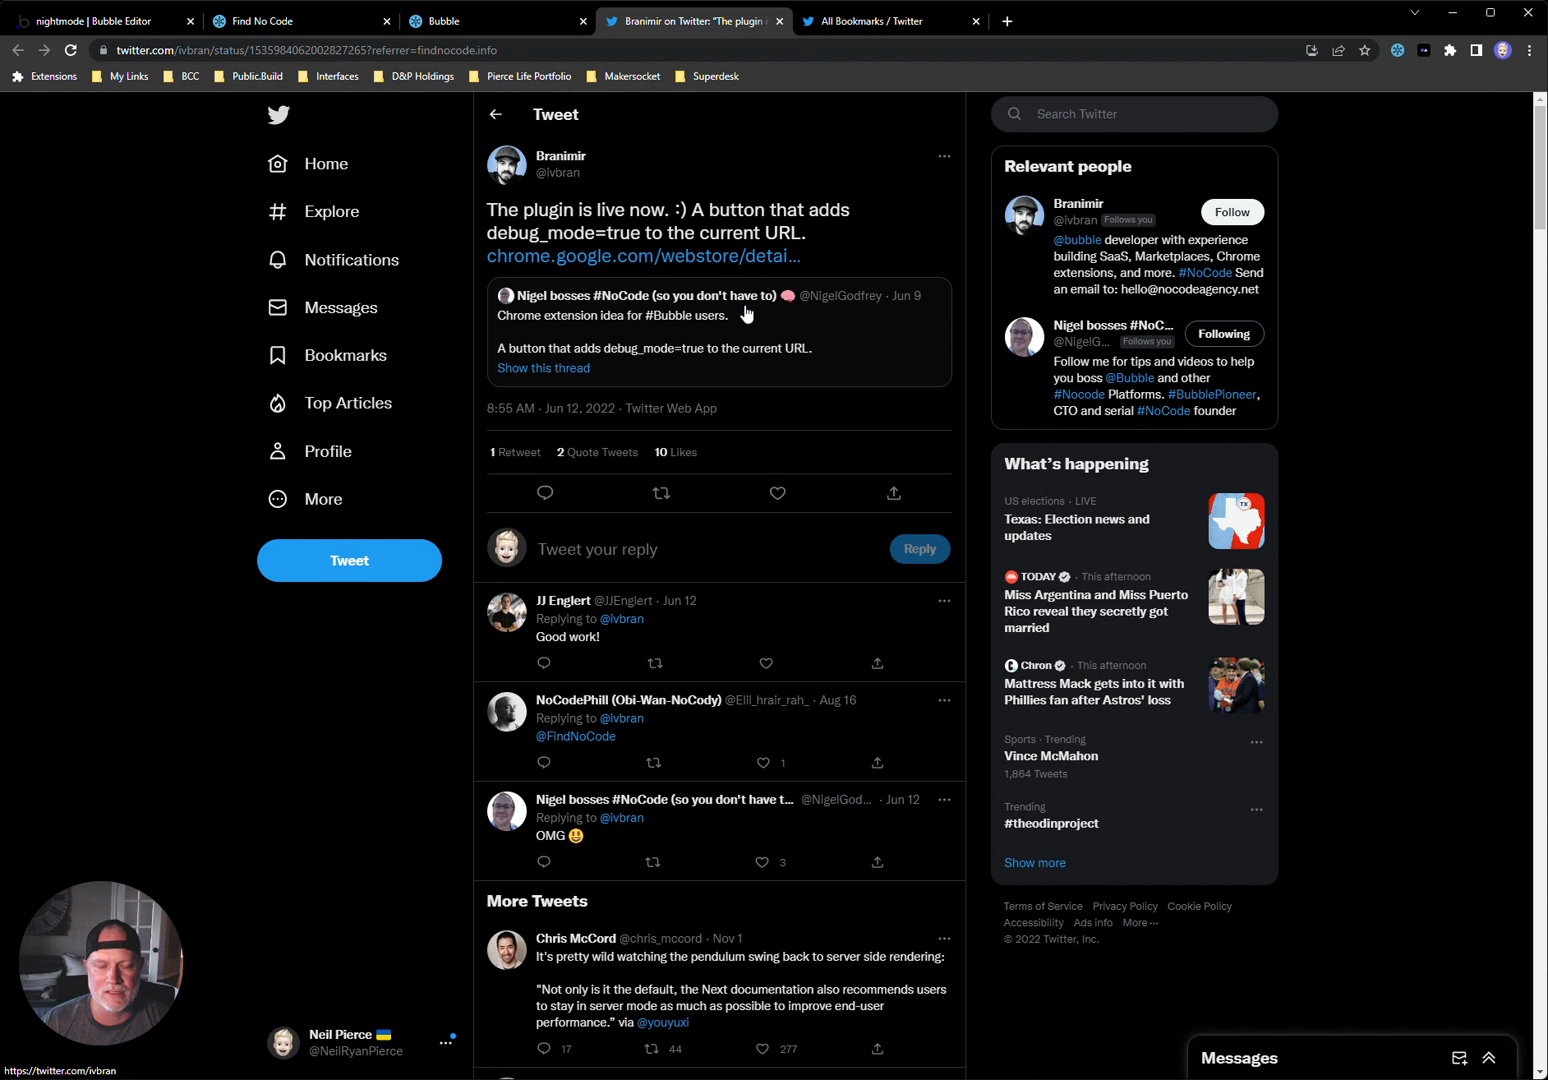 nightmode | Bubble Editor
Find No Code
Bubble
Branimir on Twitter: "The plugin i
All Bookmarks / Twitter
twitter.com/ivbran/status/1535984062002827265?referrer=findnocode.info
Extensions
My Links
BCC
Public.Build
Interfaces
D&P Holdings
Pierce Life Portfolio
Makersocket
Superdesk
Home
Explore
Notifications
Messages
Bookmarks
Top Articles
Profile
More
Tweet
Neil Pierce
@NeilRyanPierce
https://twitter.com/ivbran
Tweet
Branimir
@ivbran
The plugin is live now. :) A button that adds
debug_mode=true to the current URL.
chrome.google.com/webstore/detai...
Nigel bosses #NoCode (so you don't have to) @NigelGodfrey · Jun 9
Chrome extension idea for #Bubble users.
A button that adds debug_mode=true to the current URL.
Show this thread
8:55 AM · Jun 12, 2022 · Twitter Web App
1 Retweet 2 Quote Tweets 10 Likes
Tweet your reply
Reply
JJ Englert @JJEnglert · Jun 12
Replying to @ivbran
Good work!
NoCodePhill (Obi-Wan-NoCody) @Elil_hrair_rah_ · Aug 16
Replying to @ivbran
@FindNoCode
1
Nigel bosses #NoCode (so you don't have t... @NigelGod... · Jun 12
Replying to @ivbran
OMG
3
More Tweets
Chris McCord @chris_mccord · Nov 1
It's pretty wild watching the pendulum swing back to server side rendering:
"Not only is it the default, the Next documentation also recommends users
to stay in server mode as much as possible to improve end-user
performance." via @youyuxi
17 44 277
Search Twitter
Relevant people
Branimir
@ivbran Follows you
Follow
@bubble developer with experience
building SaaS, Marketplaces, Chrome
extensions, and more. #NoCode Send
an email to: hello@nocodeagency.net
Nigel bosses #NoC...
@NigelG... Follows you
Following
Follow me for tips and videos to help
you boss @Bubble and other
#Nocode Platforms. #BubblePioneer,
CTO and serial #NoCode founder
What's happening
US elections · LIVE
Texas: Election news and
updates
TX
TODAY · This afternoon
Miss Argentina and Miss Puerto
Rico reveal they secretly got
married
Chron · This afternoon
Mattress Mack gets into it with
Phillies fan after Astros' loss
Sports · Trending
Vince McMahon
1,864 Tweets
Trending
#theodinproject
Show more
Terms of Service Privacy Policy Cookie Policy
Accessibility Ads info More ···
© 2022 Twitter, Inc.
Messages